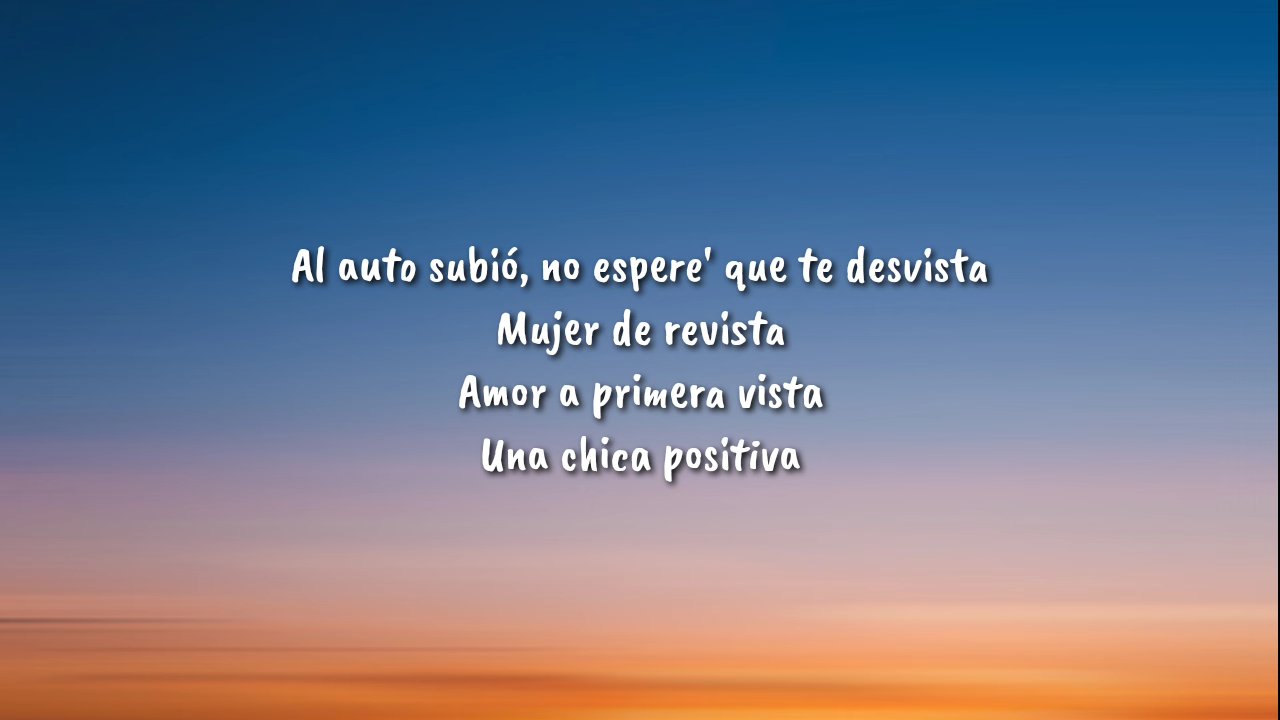 Al auto subió, no espere' que te desvista
Mujer de revista
Amor a primera vista
Una chica positiva